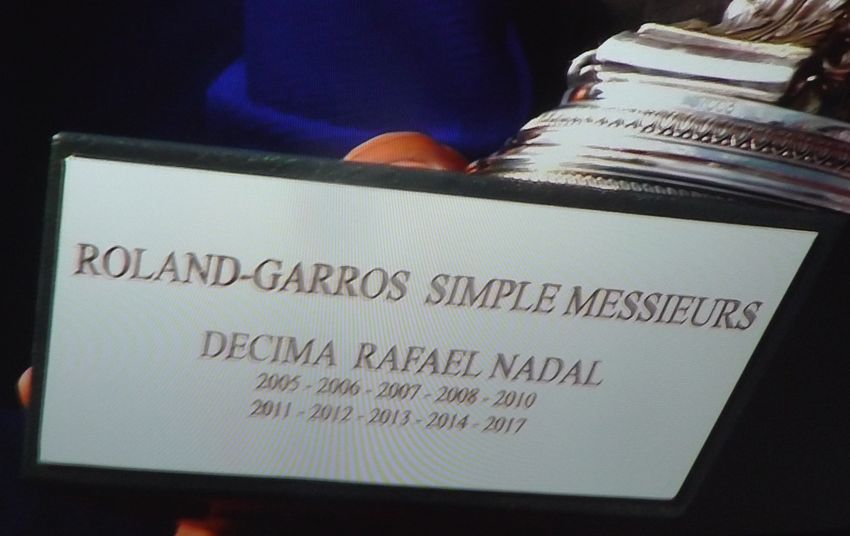 ROLAND-GARROS SIMPLE MESSIEURS
DECIMA RAFAEL NADAL
2005 - 2006 - 2007 - 2008 - 2010
2011 - 2012 - 2013 - 2014 - 2017